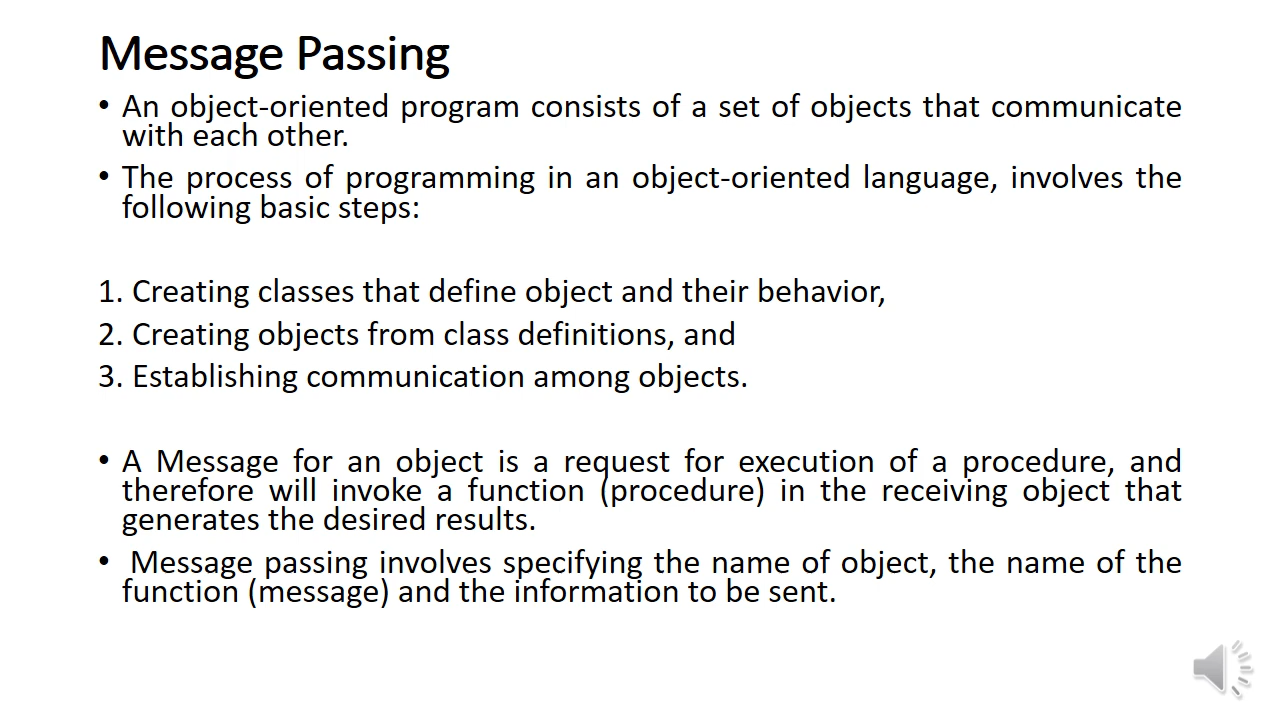 Message Passing
• An object-oriented program consists of a set of objects that communicate
with each other.
• The process of programming in an object-oriented language, involves the
following basic steps:
1. Creating classes that define object and their behavior,
2. Creating objects from class definitions, and
3. Establishing communication among objects.
• A Message for an object is a request for execution of a procedure, and
therefore will invoke a function (procedure) in the receiving object that
generates the desired results.
• Message passing involves specifying the name of object, the name of the
function (message) and the information to be sent.